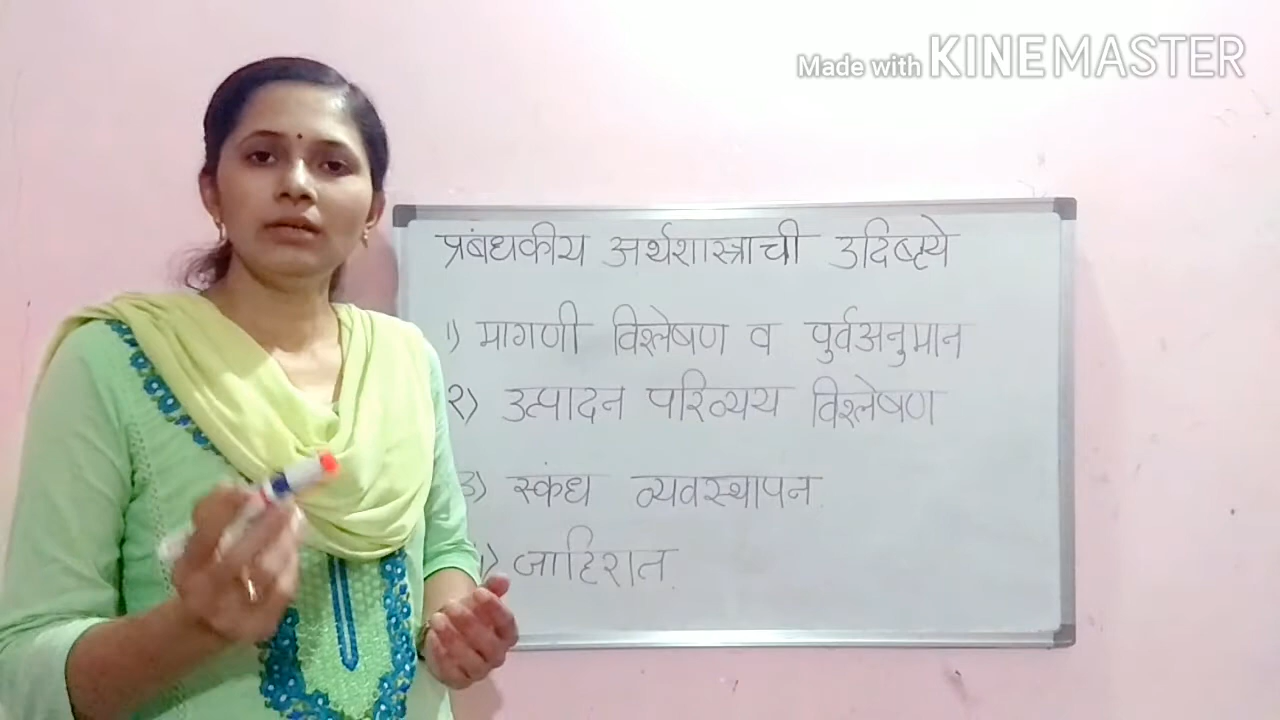 Made with KINEMASTER
प्रबंधकीय अर्थशास्त्राची उदिष्ट्ये
१) मागणी विश्लेषण व पुर्वअनुमान
२) उत्पादन परिव्यय विश्लेषण
३) स्कंध व्यवस्थापन.
४) जाहिरात.